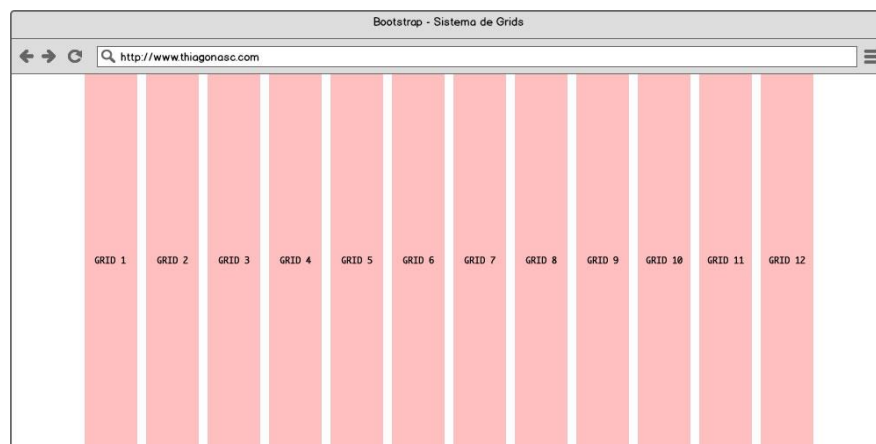 Bootstrap - Sistema de Grids
http://www.thiagonasc.com
GRID 1 GRID 2 GRID 3 GRID 4 GRID 5 GRID 6 GRID 7 GRID 8 GRID 9 GRID 10 GRID 11 GRID 12